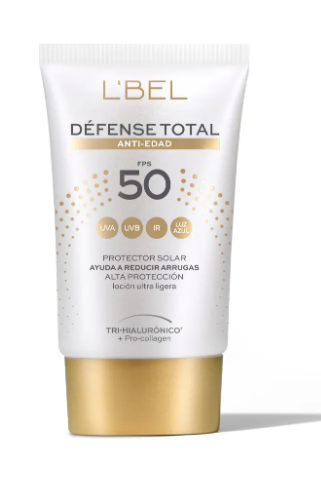 L'BEL
DÉFENSE TOTAL
ANTI-EDAD
FPS
50
UVA UVB IR LUZ AZUL
PROTECTOR SOLAR
AYUDA A REDUCIR ARRUGAS
ALTA PROTECCIÓN
loción ultra ligera
TRI-HIALURÓNICO*
+ Pro-collagen